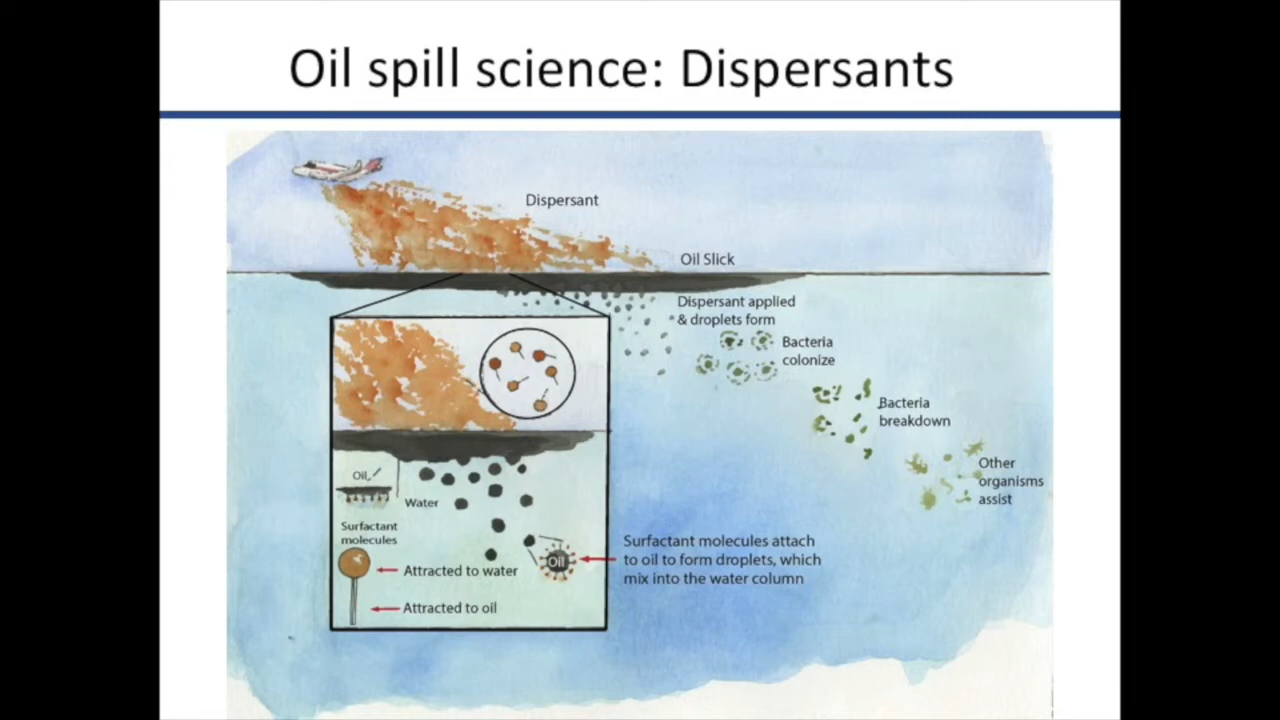 Oil spill science: Dispersants
Dispersant
Oil Slick
Dispersant applied
& droplets form
Bacteria
colonize
Bacteria
breakdown
Other
organisms
assist
Oil
Water
Surfactant
molecules
Attracted to water
Attracted to oil
Oil
Surfactant molecules attach
to oil to form droplets, which
mix into the water column